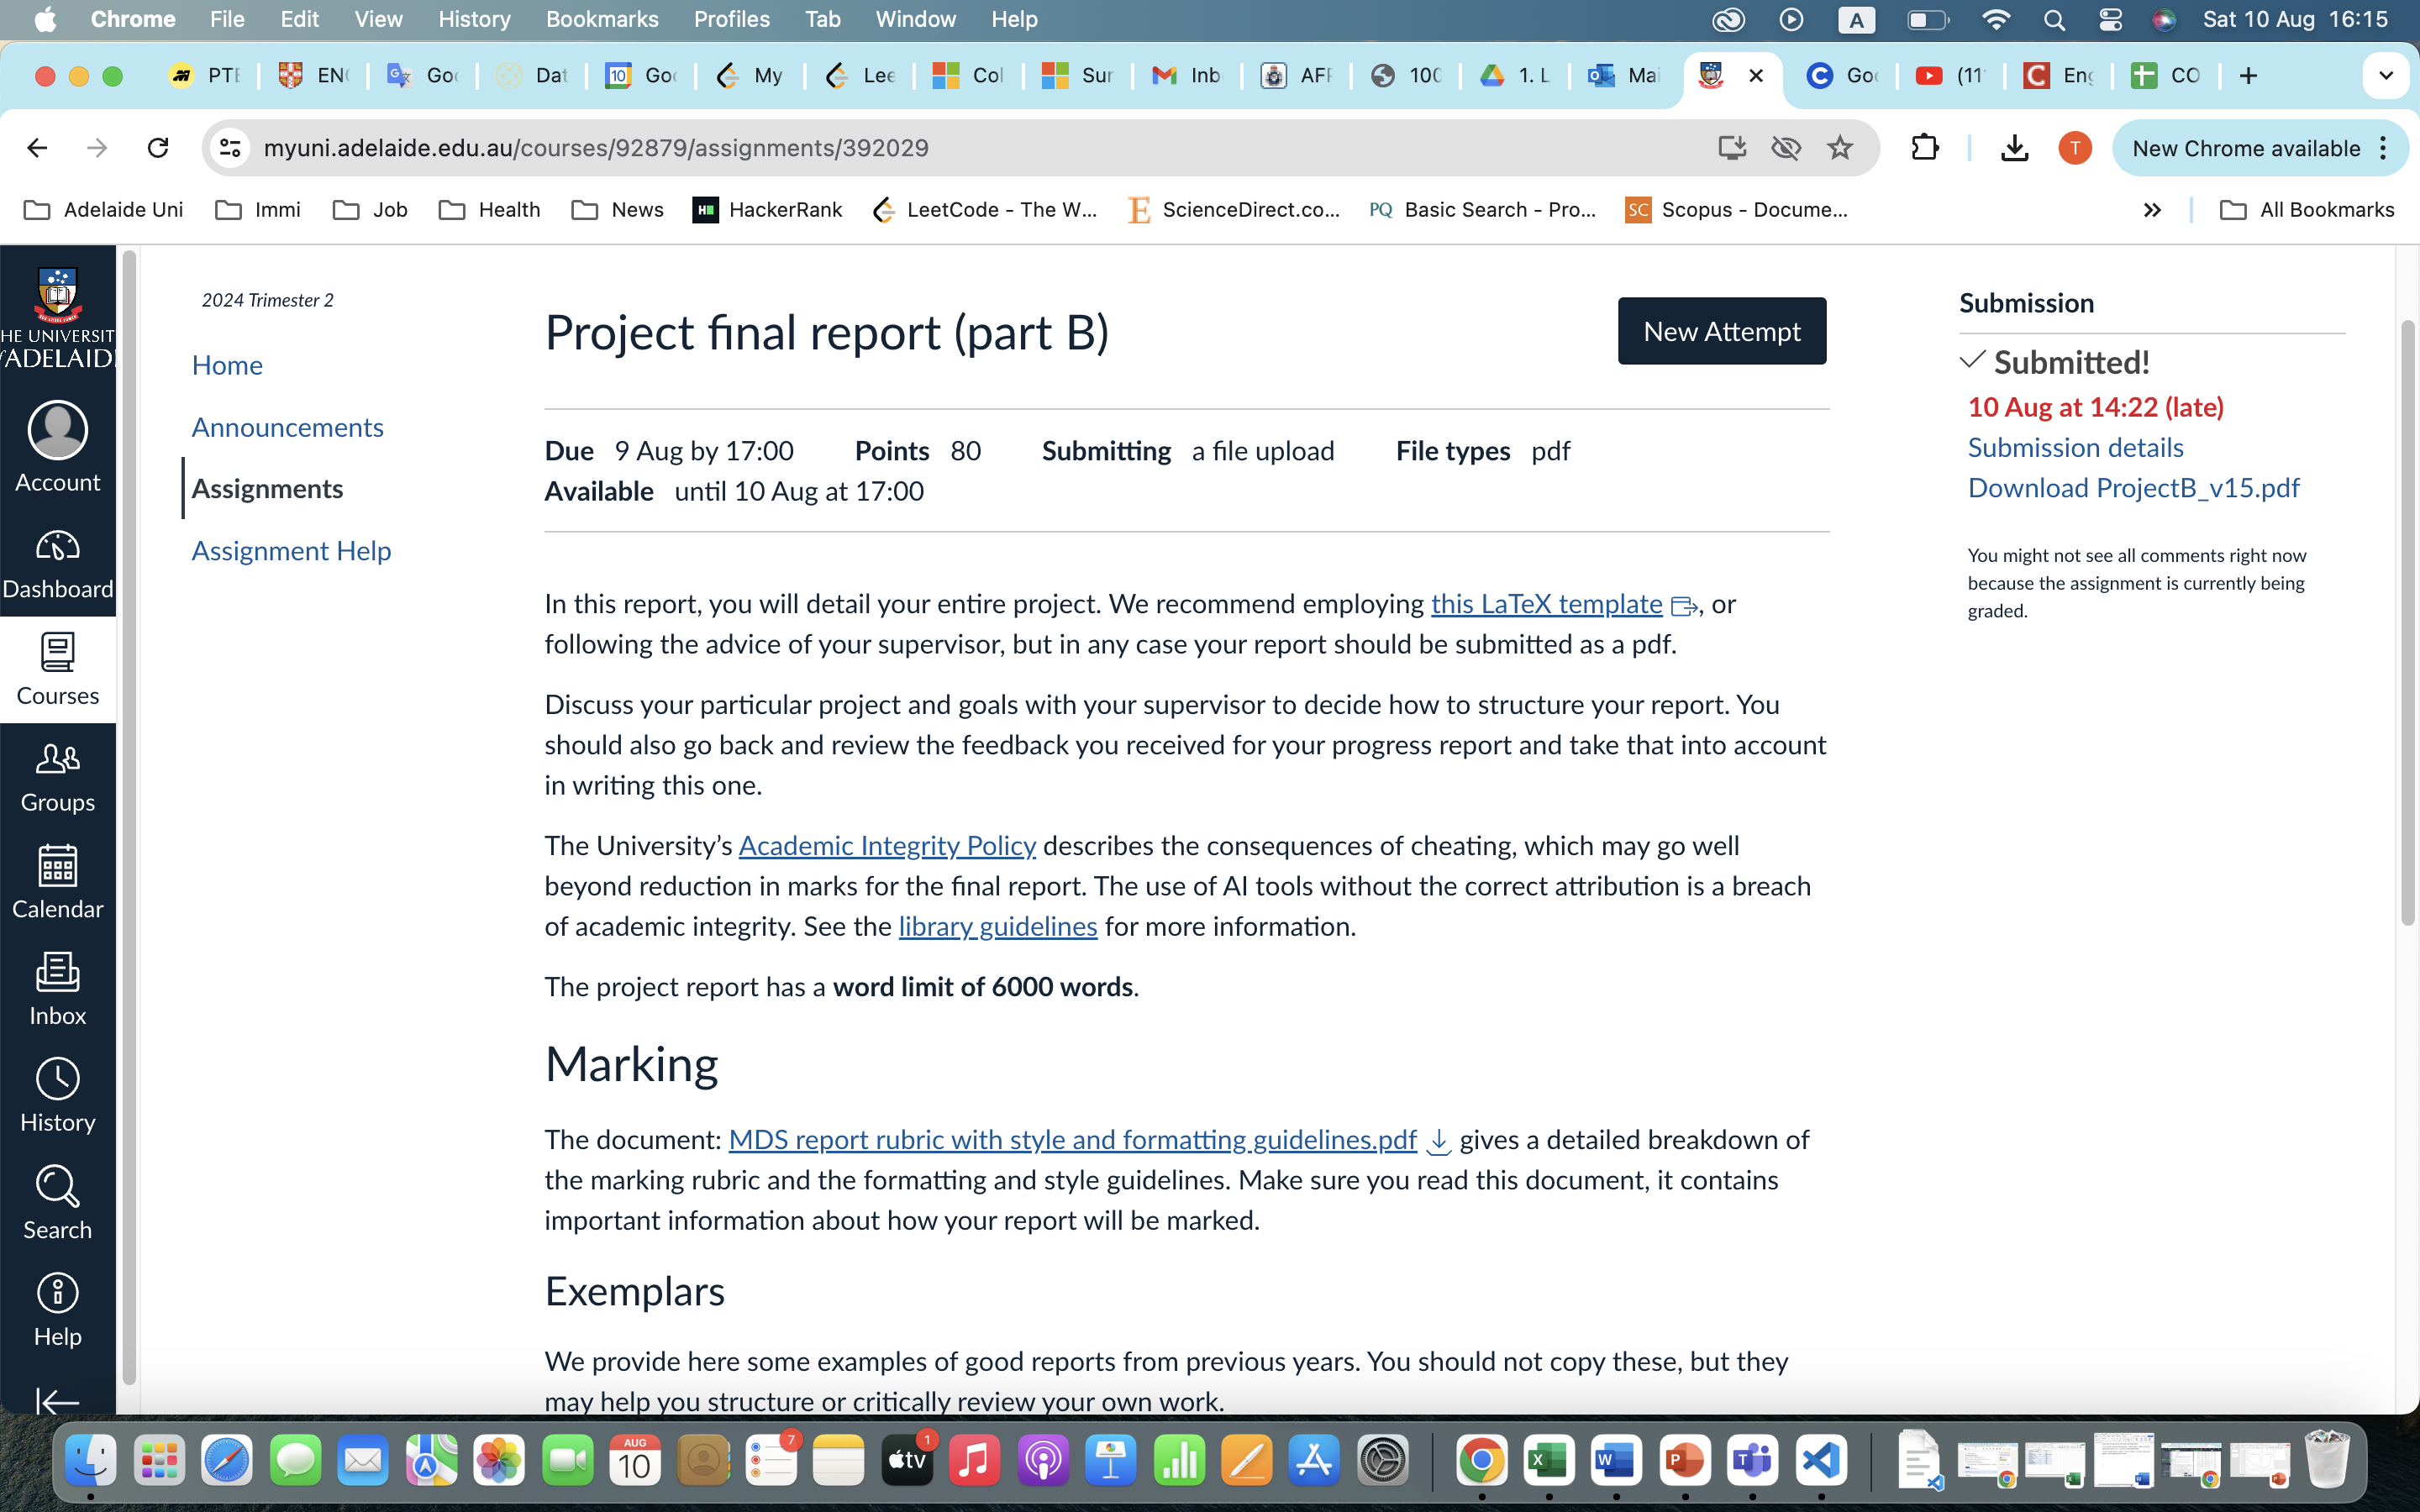 Chrome File Edit View History Bookmarks Profiles Tab Window Help A Sat 10 Aug 16:15
PTE EN Go Dat 10 Go My Lee Col Sur Inb AFF 100 1. L Mai Go (11 Eng CO
myuni.adelaide.edu.au/courses/92879/assignments/392029 T New Chrome available
Adelaide Uni Immi Job Health News HackerRank LeetCode - The W... ScienceDirect.co... PQ Basic Search - Pro... SC Scopus - Docume... All Bookmarks
HE UNIVERSIT
ADELAID
Account
Dashboard
Courses
Groups
Calendar
Inbox
History
Search
Help
2024 Trimester 2
Home
Announcements
Assignments
Assignment Help
Project final report (part B)
New Attempt
Due 9 Aug by 17:00 Points 80 Submitting a file upload File types pdf
Available until 10 Aug at 17:00
In this report, you will detail your entire project. We recommend employing this LaTeX template, or
following the advice of your supervisor, but in any case your report should be submitted as a pdf.
Discuss your particular project and goals with your supervisor to decide how to structure your report. You
should also go back and review the feedback you received for your progress report and take that into account
in writing this one.
The University’s Academic Integrity Policy describes the consequences of cheating, which may go well
beyond reduction in marks for the final report. The use of AI tools without the correct attribution is a breach
of academic integrity. See the library guidelines for more information.
The project report has a word limit of 6000 words.
Marking
The document: MDS report rubric with style and formatting guidelines.pdf gives a detailed breakdown of
the marking rubric and the formatting and style guidelines. Make sure you read this document, it contains
important information about how your report will be marked.
Exemplars
We provide here some examples of good reports from previous years. You should not copy these, but they
may help you structure or critically review your own work.
Submission
Submitted!
10 Aug at 14:22 (late)
Submission details
Download ProjectB_v15.pdf
You might not see all comments right now
because the assignment is currently being
graded.
AUG
10
7
tv
1